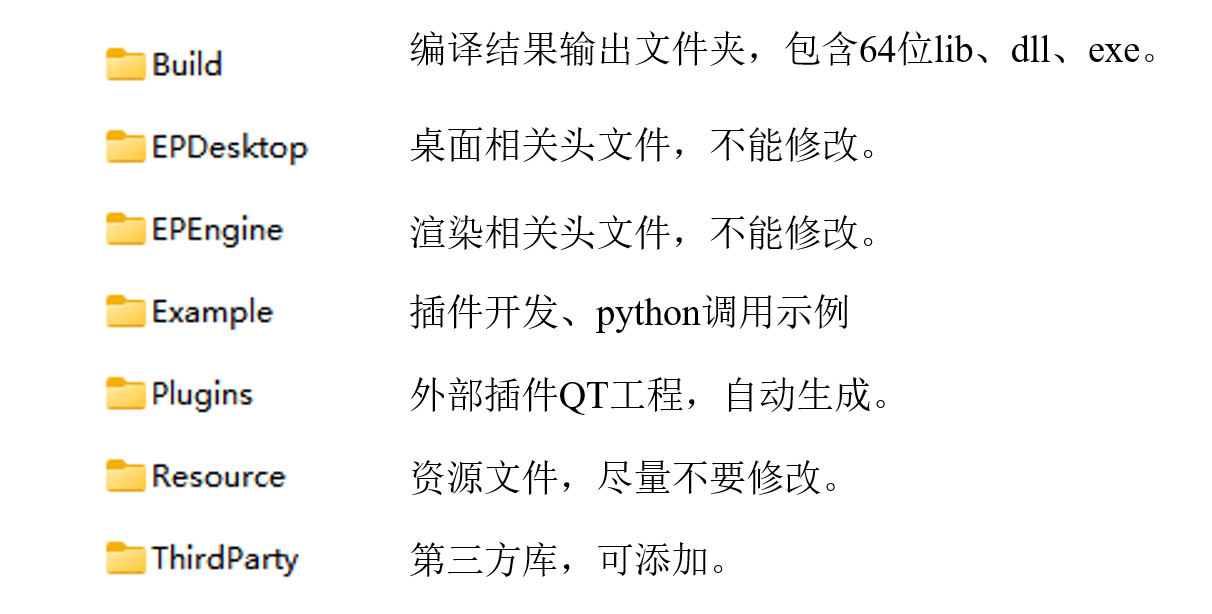 Build 编译结果输出文件夹，包含64位lib、dll、exe。
EPDesktop 桌面相关头文件，不能修改。
EPEngine 渲染相关头文件，不能修改。
Example 插件开发、python调用示例
Plugins 外部插件QT工程，自动生成。
Resource 资源文件，尽量不要修改。
ThirdParty 第三方库，可添加。